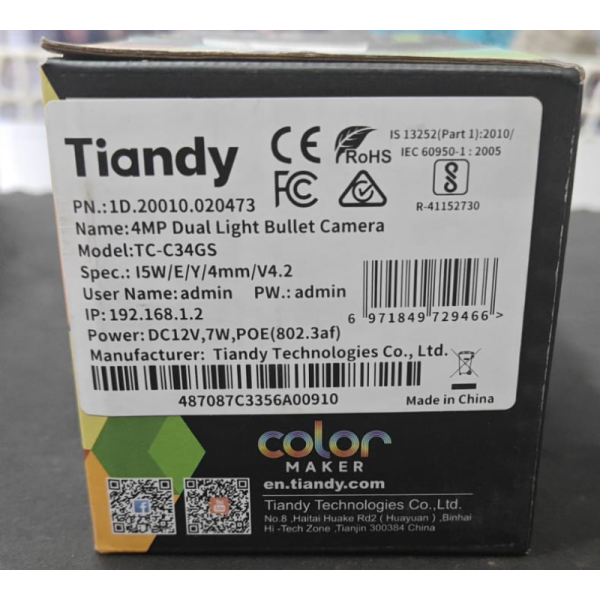 Tiandy
CE
RoHS
FC
IS 13252(Part 1):2010/
IEC 60950-1 : 2005
R-41152730
PN.:1D.20010.020473
Name:4MP Dual Light Bullet Camera
Model:TC-C34GS
Spec.: I5W/E/Y/4mm/V4.2
User Name:admin PW.: admin
IP:192.168.1.2
Power:DC12V,7W,POE(802.3af)
6 971849 729466 >
Manufacturer: Tiandy Technologies Co., Ltd.
487087C3356A00910
Made in China
color
MAKER
en.tiandy.com
Tiandy Technologies Co.,Ltd.
No.8 ,Haitai Huake Rd2 ( Huayuan ) ,Binhai
Hi -Tech Zone ,Tianjin 300384 China
f
You